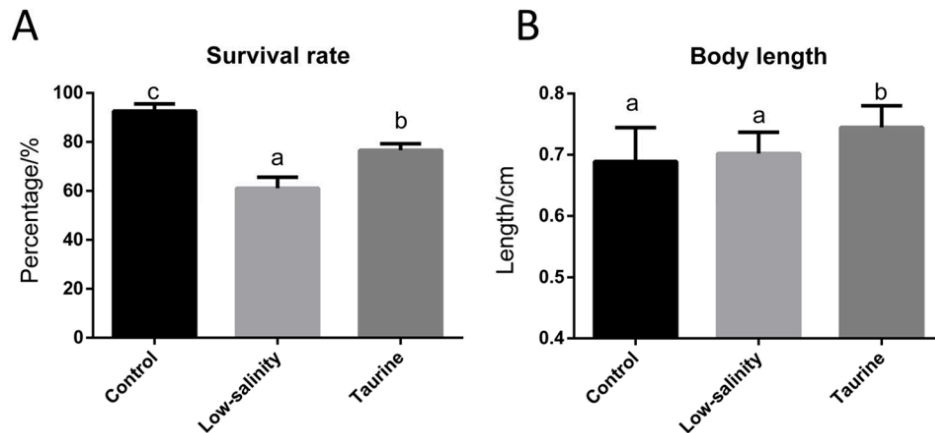 A
Survival rate
Percentage/%
100
80
60
40
20
0
c
a
b
Control
Low-salinity
Taurine
B
Body length
Length/cm
0.8
0.7
0.6
0.5
0.4
a
a
b
Control
Low-salinity
Taurine